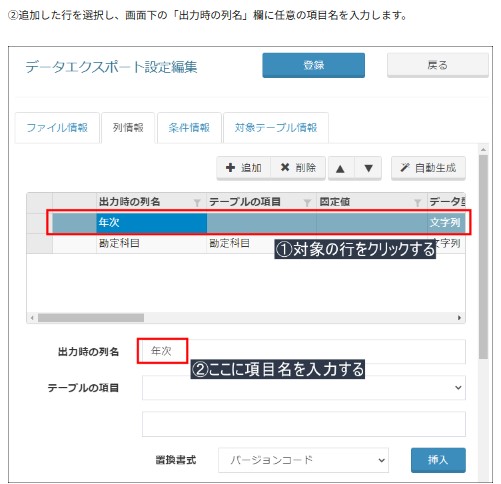 ②追加した行を選択し、画面下の「出力時の列名」欄に任意の項目名を入力します。
データエクスポート設定編集 登録 戻る
ファイル情報 列情報 条件情報 対象テーブル情報
追加 削除 ▲ ▼ 自動生成
出力時の列名 テーブルの項目 固定値 データ型
年次 文字列
勘定科目 勘定科目 文字列
①対象の行をクリックする
出力時の列名 年次
②ここに項目名を入力する
テーブルの項目
置換書式 バージョンコード 挿入